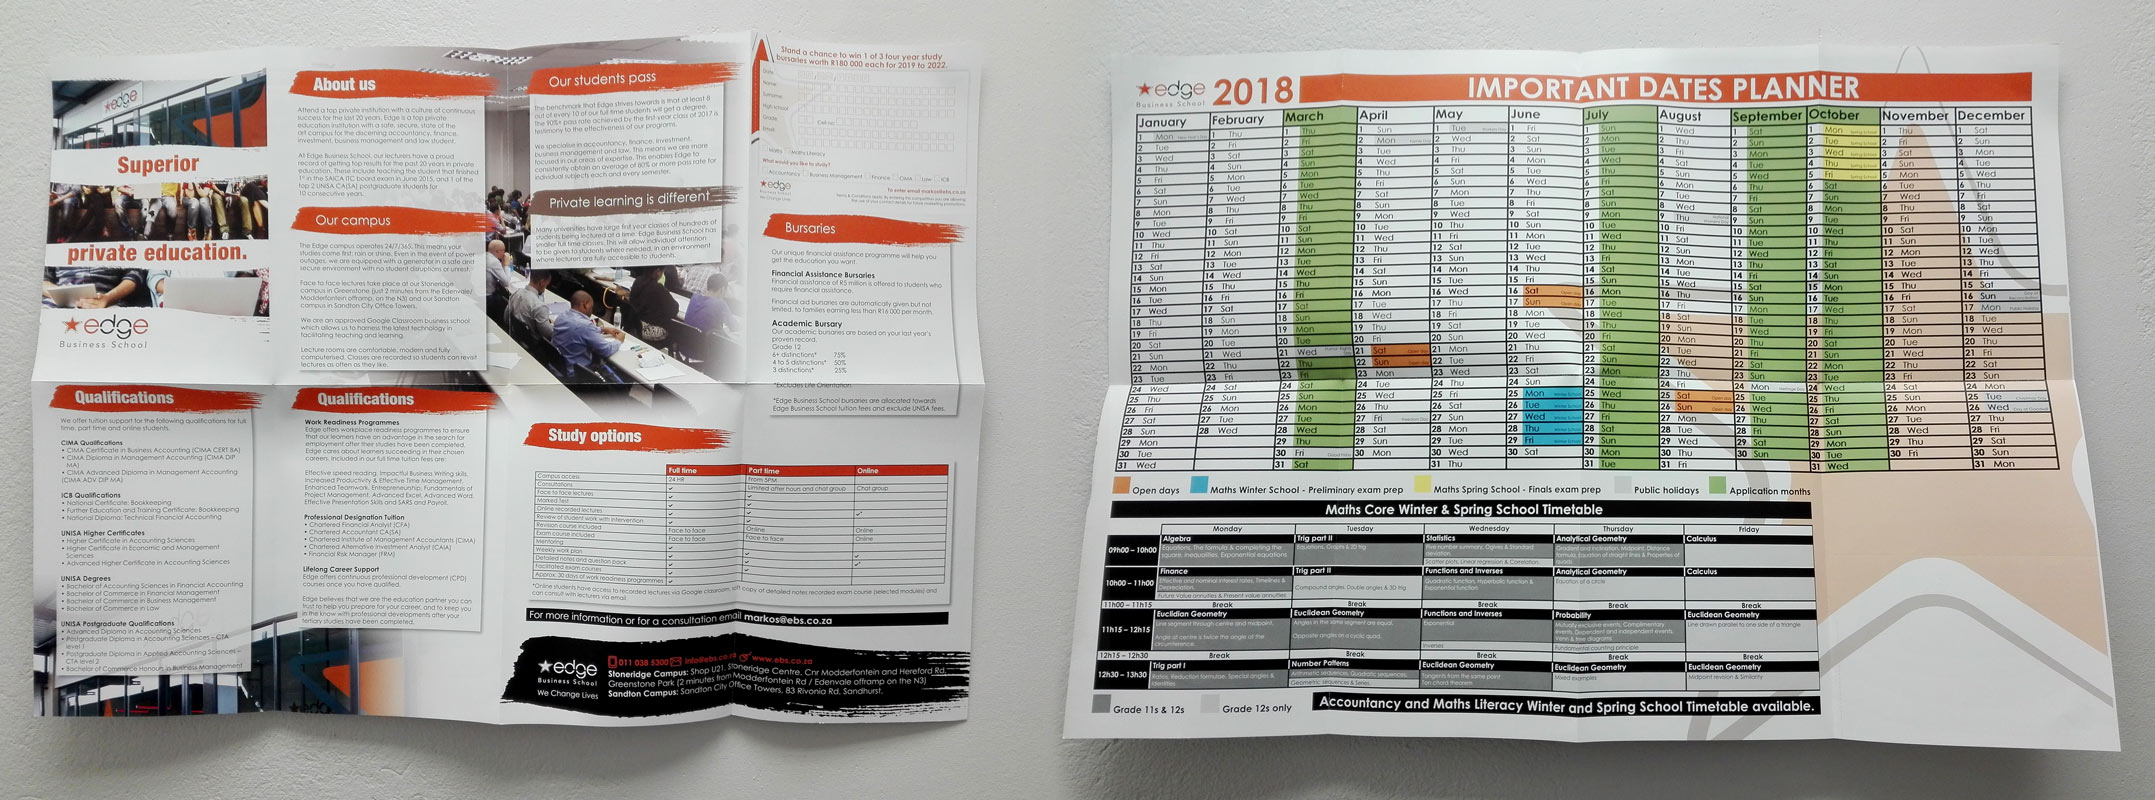 edge
Superior
private education.
edge
Business School
About us
Attend a top private institution with a culture of continuous
success for the last 20 years. Edge is a top private
education institution with a safe, secure, state of the
art campus for the discerning accountancy, finance,
investment, business management and law student.
At Edge Business School, our lecturers have a proud
record of getting top results for the past 20 years in private
education. These include teaching the student that finished
1st in the SAICA ITC board exam in June 2015, and 1 of the
top 2 UNISA CA(SA) postgraduate students for
10 consecutive years.
Our campus
The Edge campus operates 24/7/365. This means your
studies come first; rain or shine. Even in the event of power
outages, we are equipped with a generator in a safe and
secure environment with no student disruptions or unrest.
Face to face lectures take place at our Stoneridge
campus in Greenstone (just 2 minutes from the Edenvale/
Modderfontein offramp, on the N3) and our Sandton
campus in Sandton City Office Towers.
We are an approved Google Classroom business school
which allows us to harness the latest technology in
facilitating teaching and learning.
Lecture rooms are comfortable, modern and fully
computerised. Classes are recorded so students can revisit
lectures as often as they like.
Our students pass
The benchmark that Edge strives towards is that at least 8
out of every 10 of our full time students will get a degree.
The 90%+ pass rate achieved by the first-year class of 2017 is
testimony to the effectiveness of our programs.
We specialise in accountancy, finance, investment,
business management and law. This means we are more
focused in our areas of expertise. This enables Edge to
consistently obtain an average of 80% or more pass rate for
individual subjects each and every semester.
Private learning is different
Many universities have large first year classes of hundreds of
students being lectured at a time. Edge Business School has
smaller full time classes. This will allow individual attention
to be given to students where needed, in an environment
where lecturers are fully accessible to students.
Stand a chance to win 1 of 3 four year study
bursaries worth R180 000 each for 2019 to 2022.
Date:
Name:
Surname:
High school:
Grade: Cell no:
Email:
Maths Maths Literacy
What would you like to study?
Accountancy Business Management Finance CIMA Law ICB
edge
Business School
We Change Lives
To enter email markos@ebs.co.za
Bursaries
Our unique financial assistance programme will help you
get the education you want.
Financial Assistance Bursaries
Financial assistance of R5 million is offered to students who
require financial assistance.
Financial aid bursaries are automatically given but not
limited, to families earning less than R16 000 per month.
Academic Bursary
Our academic bursaries are based on your last year's
proven record.
Grade 12
6+ distinctions* 75%
4 to 5 distinctions* 50%
3 distinctions* 25%
*Excludes Life Orientation.
*Edge Business School bursaries are allocated towards
Edge Business School tuition fees and exclude UNISA fees.
Qualifications
We offer tuition support for the following qualifications for full
time, part time and online students.
CIMA Qualifications
• CIMA Certificate in Business Accounting (CIMA CERT BA)
• CIMA Diploma in Management Accounting (CIMA DIP
MA)
• CIMA Advanced Diploma in Management Accounting
(CIMA ADV DIP MA)
ICB Qualifications
• National Certificate: Bookkeeping
• Further Education and Training Certificate: Bookkeeping
• National Diploma: Technical Financial Accounting
UNISA Higher Certificates
• Higher Certificate in Accounting Sciences
• Higher Certificate in Economic and Management
Sciences
• Advanced Higher Certificate in Accounting Sciences
UNISA Degrees
• Bachelor of Accounting Sciences in Financial Accounting
• Bachelor of Commerce in Financial Management
• Bachelor of Commerce in Business Management
• Bachelor of Commerce in Law
UNISA Postgraduate Qualifications
• Advanced Diploma in Accounting Sciences
• Postgraduate Diploma in Accounting Sciences – CTA
level 1
• Postgraduate Diploma in Applied Accounting Sciences –
CTA level 2
• Bachelor of Commerce Honours in Business Management
Qualifications
Work Readiness Programmes
Edge offers workplace readiness programmes to ensure
that our learners have an advantage in the search for
employment after their studies have been completed.
Edge cares about learners succeeding in their chosen
careers. Included in our full time tuition fees are:
Effective speed reading, Impactful Business Writing skills,
Increased Productivity & Effective Time Management,
Enhanced Teamwork, Entrepreneurship, Fundamentals of
Project Management, Advanced Excel, Advanced Word,
Effective Presentation Skills and SARS and Payroll.
Professional Designation Tuition
• Chartered Financial Analyst (CFA)
• Chartered Accountant CA(SA)
• Chartered Institute of Management Accountants (CIMA)
• Chartered Alternative Investment Analyst (CAIA)
• Financial Risk Manager (FRM)
Lifelong Career Support
Edge offers continuous professional development (CPD)
courses once you have qualified.
Edge believes that we are the education partner you can
trust to help you prepare for your career, and to keep you
in the know with professional developments after your
tertiary studies have been completed.
Study options
Full time Part time Online
Campus access 24 HR From 5PM
Consultations Limited after hours and chat group Chat group
Face to face lectures
Marked Test
Online recorded lectures
Review of student work with intervention
Revision course included Face to face Online Online
Exam course included Face to face Face to face Online
Mentoring
Weekly work plan
Detailed notes and question pack
Facilitated exam courses
Approx. 30 days of work readiness programmes
*Online students have access to recorded lectures via Google classroom, soft copy of detailed notes recorded exam course (selected modules) and
can consult with lecturers via email.
For more information or for a consultation email markos@ebs.co.za
edge
Business School
We Change Lives
011 038 5300 info@ebs.co.za www.ebs.co.za
Stoneridge Campus: Shop U21, Stoneridge Centre, Cnr Modderfontein and Hereford Rd,
Greenstone Park (2 minutes from Modderfontein Rd / Edenvale offramp on the N3)
Sandton Campus: Sandton City Office Towers, 83 Rivonia Rd, Sandhurst.
edge
Business School
2018
IMPORTANT DATES PLANNER
January February March April May June July August September October November December
1 Mon 1 Thu 1 Thu 1 Sun 1 Tue 1 Fri 1 Sun 1 Wed 1 Sat 1 Mon 1 Thu 1 Sat
2 Tue 2 Fri 2 Fri 2 Mon 2 Wed 2 Sat 2 Mon 2 Thu 2 Sun 2 Tue 2 Fri 2 Sun
3 Wed 3 Sat 3 Sat 3 Tue 3 Thu 3 Sun 3 Tue 3 Fri 3 Mon 3 Wed 3 Sat 3 Mon
4 Thu 4 Sun 4 Sun 4 Wed 4 Fri 4 Mon 4 Wed 4 Sat 4 Tue 4 Thu 4 Sun 4 Tue
5 Fri 5 Mon 5 Mon 5 Thu 5 Sat 5 Tue 5 Thu 5 Sun 5 Wed 5 Fri 5 Mon 5 Wed
6 Sat 6 Tue 6 Tue 6 Fri 6 Sun 6 Wed 6 Fri 6 Mon 6 Thu 6 Sat 6 Tue 6 Thu
7 Sun 7 Wed 7 Wed 7 Sat 7 Mon 7 Thu 7 Sat 7 Tue 7 Fri 7 Sun 7 Wed 7 Fri
8 Mon 8 Thu 8 Thu 8 Sun 8 Tue 8 Fri 8 Sun 8 Wed 8 Sat 8 Mon 8 Thu 8 Sat
9 Tue 9 Fri 9 Fri 9 Mon 9 Wed 9 Sat 9 Mon 9 Thu 9 Sun 9 Tue 9 Fri 9 Sun
10 Wed 10 Sat 10 Sat 10 Tue 10 Thu 10 Sun 10 Tue 10 Fri 10 Mon 10 Wed 10 Sat 10 Mon
11 Thu 11 Sun 11 Sun 11 Wed 11 Fri 11 Mon 11 Wed 11 Sat 11 Tue 11 Thu 11 Sun 11 Tue
12 Fri 12 Mon 12 Mon 12 Thu 12 Sat 12 Tue 12 Thu 12 Sun 12 Wed 12 Fri 12 Mon 12 Wed
13 Sat 13 Tue 13 Tue 13 Fri 13 Sun 13 Wed 13 Fri 13 Mon 13 Thu 13 Sat 13 Tue 13 Thu
14 Sun 14 Wed 14 Wed 14 Sat 14 Mon 14 Thu 14 Sat 14 Tue 14 Fri 14 Sun 14 Wed 14 Fri
15 Mon 15 Thu 15 Thu 15 Sun 15 Tue 15 Fri 15 Sun 15 Wed 15 Sat 15 Mon 15 Thu 15 Sat
16 Tue 16 Fri 16 Fri 16 Mon 16 Wed 16 Sat Open day 16 Mon 16 Thu 16 Sun 16 Tue 16 Fri 16 Sun
17 Wed 17 Sat 17 Sat 17 Tue 17 Thu 17 Sun Open day 17 Tue 17 Fri 17 Mon 17 Wed 17 Sat 17 Mon Public Holiday
18 Thu 18 Sun 18 Sun 18 Wed 18 Fri 18 Mon 18 Wed 18 Sat 18 Tue 18 Thu 18 Sun 18 Tue
19 Fri 19 Mon 19 Mon 19 Thu 19 Sat 19 Tue 19 Thu 19 Sun 19 Wed 19 Fri 19 Mon 19 Wed
20 Sat 20 Tue 20 Tue 20 Fri 20 Sun 20 Wed 20 Fri 20 Mon 20 Thu 20 Sat 20 Tue 20 Thu
21 Sun 21 Wed 21 Wed 21 Sat Open day 21 Mon 21 Thu 21 Sat 21 Tue 21 Fri 21 Sun 21 Wed 21 Fri
22 Mon 22 Thu 22 Thu 22 Sun Open day 22 Tue 22 Fri 22 Sun 22 Wed 22 Sat 22 Mon 22 Thu 22 Sat
23 Tue 23 Fri 23 Fri 23 Mon 23 Wed 23 Sat 23 Mon 23 Thu 23 Sun 23 Tue 23 Fri 23 Sun
24 Wed 24 Sat 24 Sat 24 Tue 24 Thu 24 Sun 24 Tue 24 Fri 24 Mon Heritage Day 24 Wed 24 Sat 24 Mon
25 Thu 25 Sun 25 Sun 25 Wed 25 Fri 25 Mon Winter School 25 Wed 25 Sat Open day 25 Tue 25 Thu 25 Sun 25 Tue Christmas Day
26 Fri 26 Mon 26 Mon 26 Thu 26 Sat 26 Tue Winter School 26 Thu 26 Sun Open day 26 Wed 26 Fri 26 Mon 26 Wed Day of Goodwill
27 Sat 27 Tue 27 Tue 27 Fri Freedom Day 27 Sun 27 Wed Winter School 27 Fri 27 Mon 27 Thu 27 Sat 27 Tue 27 Thu
28 Sun 28 Wed 28 Wed 28 Sat 28 Mon 28 Thu Winter School 28 Sat 28 Tue 28 Fri 28 Sun 28 Wed 28 Fri
29 Mon 29 Thu 29 Sun 29 Tue 29 Fri Winter School 29 Sun 29 Wed 29 Sat 29 Mon 29 Thu 29 Sat
30 Tue 30 Fri Good Friday 30 Mon 30 Wed 30 Sat 30 Mon 30 Thu 30 Sun 30 Tue 30 Fri 30 Sun
31 Wed 31 Sat 31 Thu 31 Tue 31 Fri 31 Wed 31 Mon
Open days Maths Winter School - Preliminary exam prep Maths Spring School - Finals exam prep Public holidays Application months
Maths Core Winter & Spring School Timetable
Monday Tuesday Wednesday Thursday Friday
09h00 – 10h00
Algebra Trig part II Statistics Analytical Geometry Calculus
Equations, The formula & completing the
square, Inequalities, Exponential equations
Equations, Graphs & 2D trig
Five number summary, Ogives & Standard
deviation.
Scatter plots, Linear regression & Correlation.
Gradient and Inclination, Midpoint, Distance
formula, Equation of straight lines & Properties of
quads
10h00 – 11h00
Finance Trig part II Functions and Inverses Analytical Geometry Calculus
Effective and nominal interest rates, Timelines &
Depreciation.
Future Value annuities & Present value annuities
Compound angles, Double angles & 3D trig
Quadratic function, Hyperbolic function &
Exponential function
Equation of a circle
11h00 – 11h15 Break Break Break Break Break
11h15 – 12h15
Euclidian Geometry Euclidean Geometry Functions and Inverses Probability Euclidean Geometry
Line segment through centre and midpoint.
Angle at centre is twice the angle at the
circumference.
Angles in the same segment are equal.
Opposite angles on a cyclic quad.
Exponential
Inverses
Mutually exclusive events, Complimentary
events, Dependent and independent events,
Venn & tree diagrams
Fundamental counting principle
Line drawn parallel to one side of a triangle
12h15 – 12h30 Break Break Break Break Break
12h30 – 13h30
Trig part I Number Patterns Euclidean Geometry Euclidean Geometry Euclidean Geometry
Ratios, Reduction formulae, Special angles &
Identities
Arithmetic sequences, Quadratic sequences,
Geometric sequences & Series
Tangents from the same point
Tan chord theorem
Mixed examples
Midpoint revision & Similarity
Grade 11s & 12s Grade 12s only
Accountancy and Maths Literacy Winter and Spring School Timetable available.